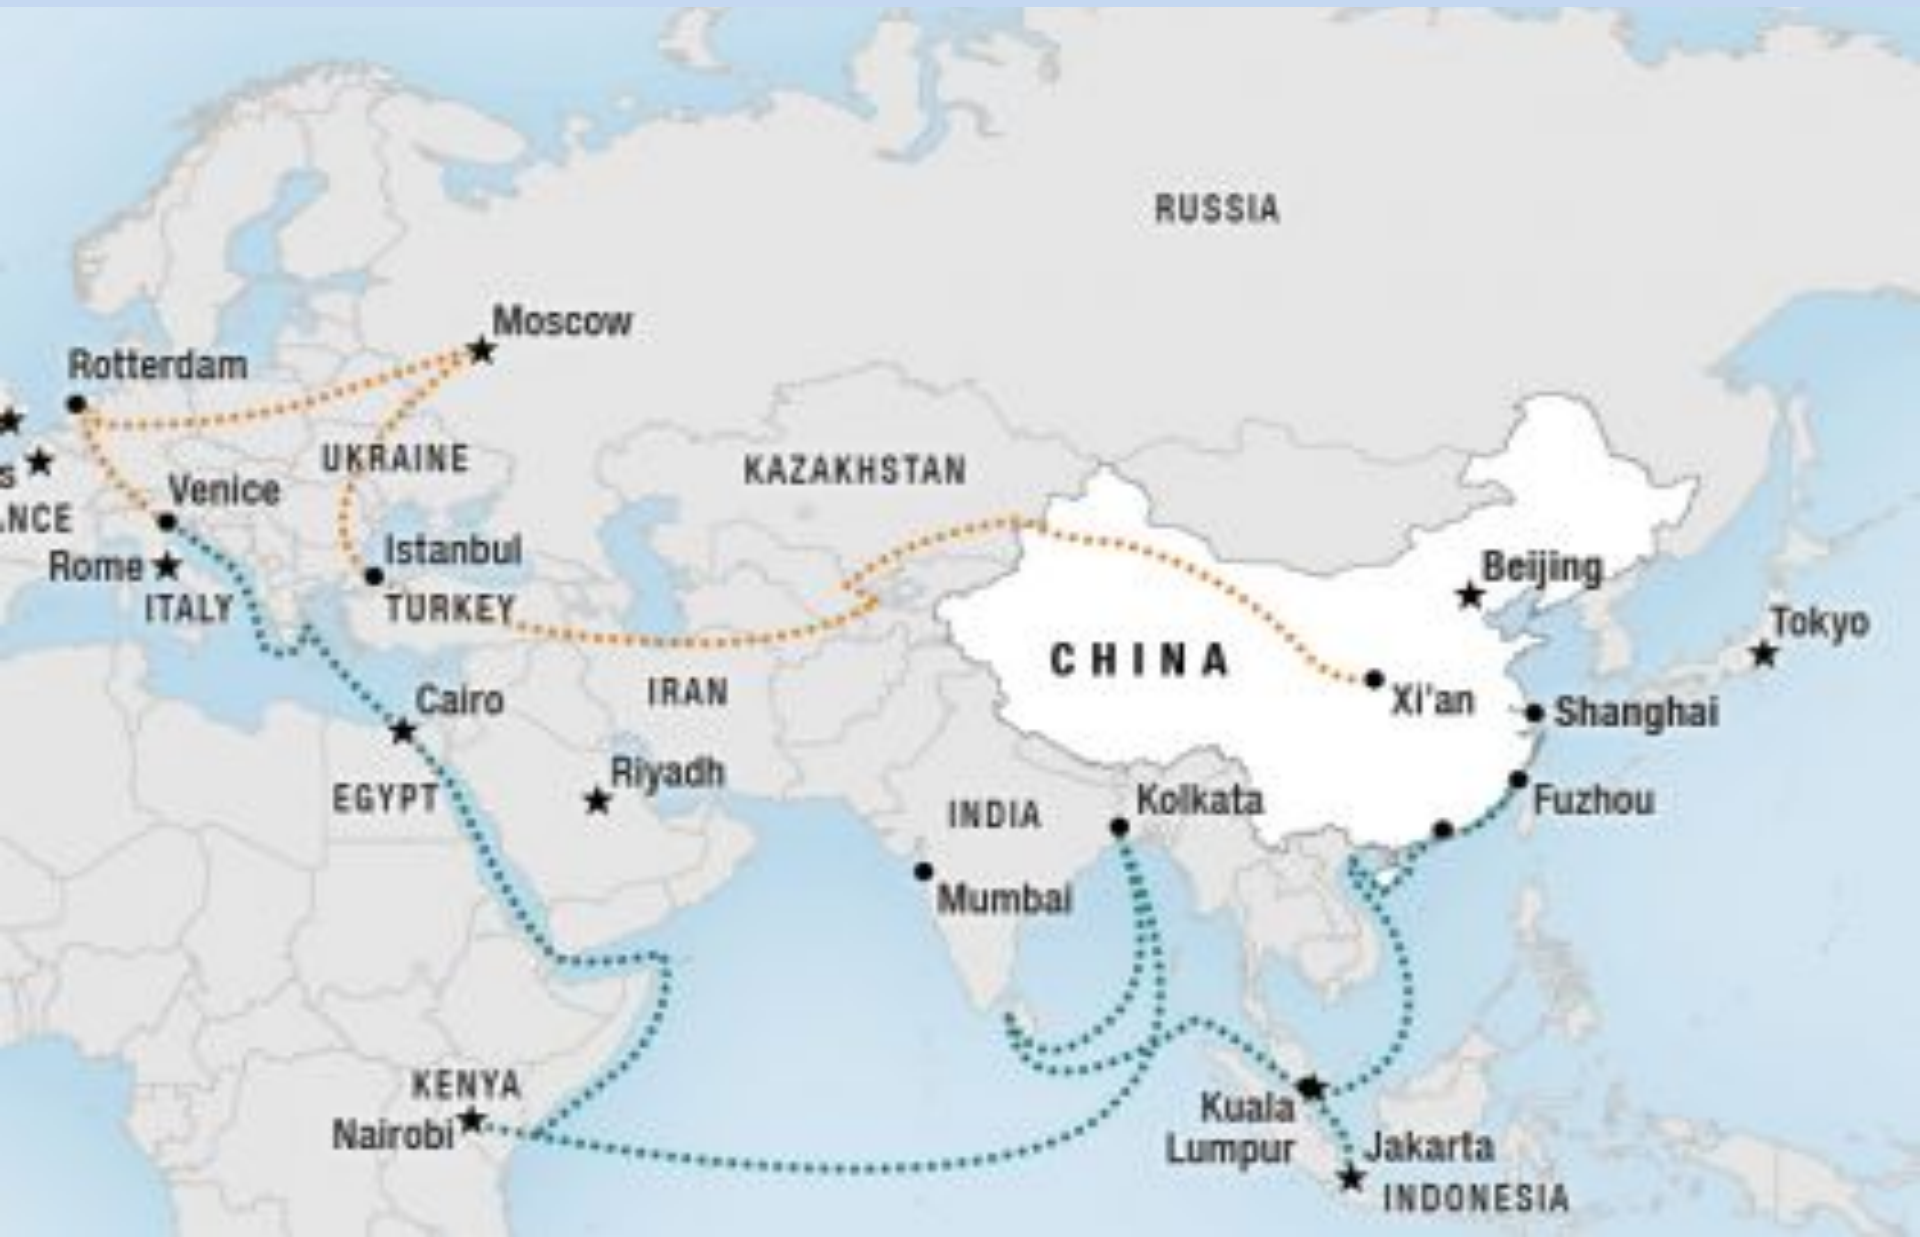 RUSSIA
Moscow
Rotterdam
UKRAINE
KAZAKHSTAN
s
Venice
ANCE
Istanbul
Rome
Beijing
ITALY
TURKEY
Tokyo
CHINA
IRAN
Cairo
Xi'an
Shanghai
Riyadh
EGYPT
INDIA
Kolkata
Fuzhou
Mumbai
KENYA
Nairobi
Kuala
Lumpur
Jakarta
INDONESIA